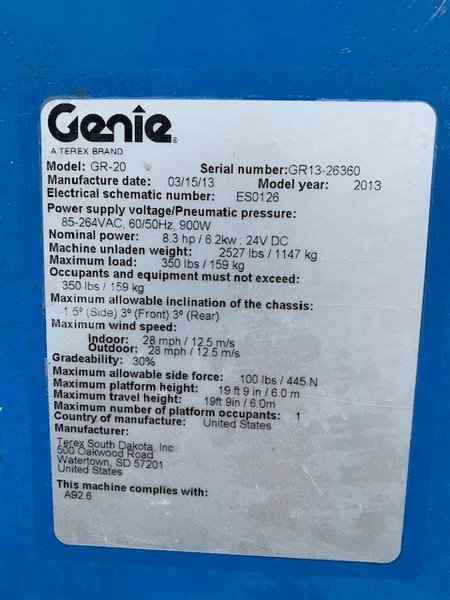 Genie®
A TEREX BRAND
Model: GR-20 Serial number:GR13-26360
Manufacture date: 03/15/13 Model year: 2013
Electrical schematic number: ES0126
Power supply voltage/Pneumatic pressure:
85-264VAC, 60/50Hz, 900W
Nominal power: 8.3 hp / 6.2kw : 24V DC
Machine unladen weight: 2527 lbs / 1147 kg
Maximum load: 350 lbs / 159 kg
Occupants and equipment must not exceed:
350 lbs / 159 kg
Maximum allowable inclination of the chassis:
1.5º (Side) 3º (Front) 3º (Rear)
Maximum wind speed:
Indoor: 28 mph / 12.5 m/s
Outdoor: 28 mph / 12.5 m/s
Gradeability: 30%
Maximum allowable side force: 100 lbs / 445 N
Maximum platform height: 19 ft 9 in / 6.0 m
Maximum travel height: 19ft 9in / 6.0m
Maximum number of platform occupants: 1
Country of manufacture: United States
Manufacturer:
Terex South Dakota, Inc
500 Oakwood Road
Watertown, SD 57201
United States
This machine complies with:
A92.6